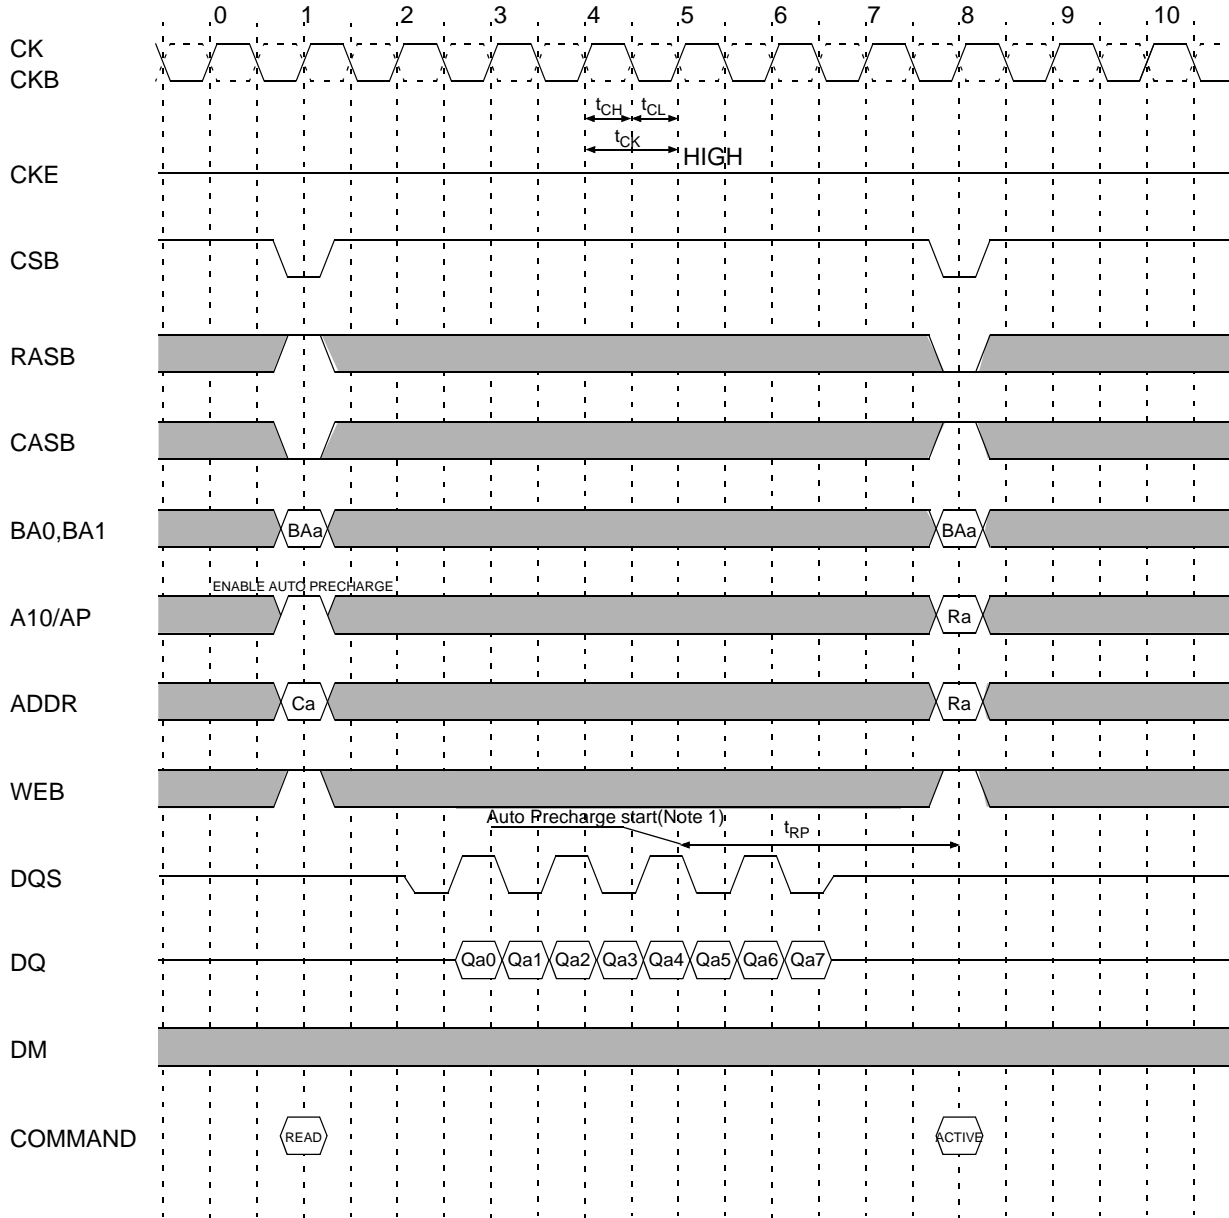 0 1 2 3 4 5 6 7 8 9 10
CK
CKB
tCH tCL
tCK
HIGH
CKE
CSB
RASB
CASB
BA0,BA1 BAa BAa
ENABLE AUTO PRECHARGE
A10/AP Ra
ADDR Ca Ra
WEB
Auto Precharge start(Note 1)
tRP
DQS
DQ Qa0 Qa1 Qa2 Qa3 Qa4 Qa5 Qa6 Qa7
DM
COMMAND READ ACTIVE